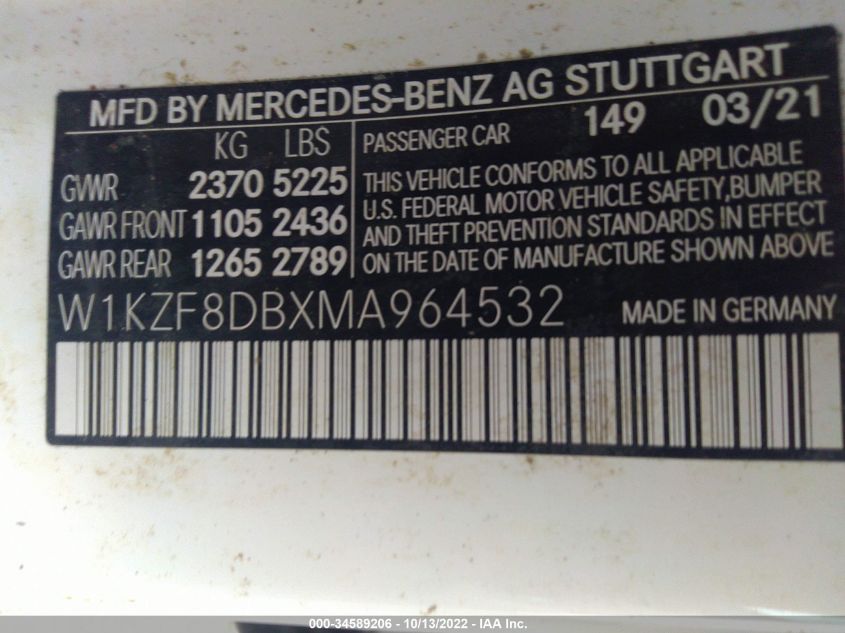 MFD BY MERCEDES-BENZ AG STUTTGART
KG LBS
GVWR 2370 5225
GAWR FRONT 1105 2436
GAWR REAR 1265 2789
PASSENGER CAR 149 03/21
THIS VEHICLE CONFORMS TO ALL APPLICABLE
U.S. FEDERAL MOTOR VEHICLE SAFETY,BUMPER
AND THEFT PREVENTION STANDARDS IN EFFECT
ON THE DATE OF MANUFACTURE SHOWN ABOVE
W1KZF8DBXMA964532 MADE IN GERMANY
000-34589206 - 10/13/2022 - IAA Inc.